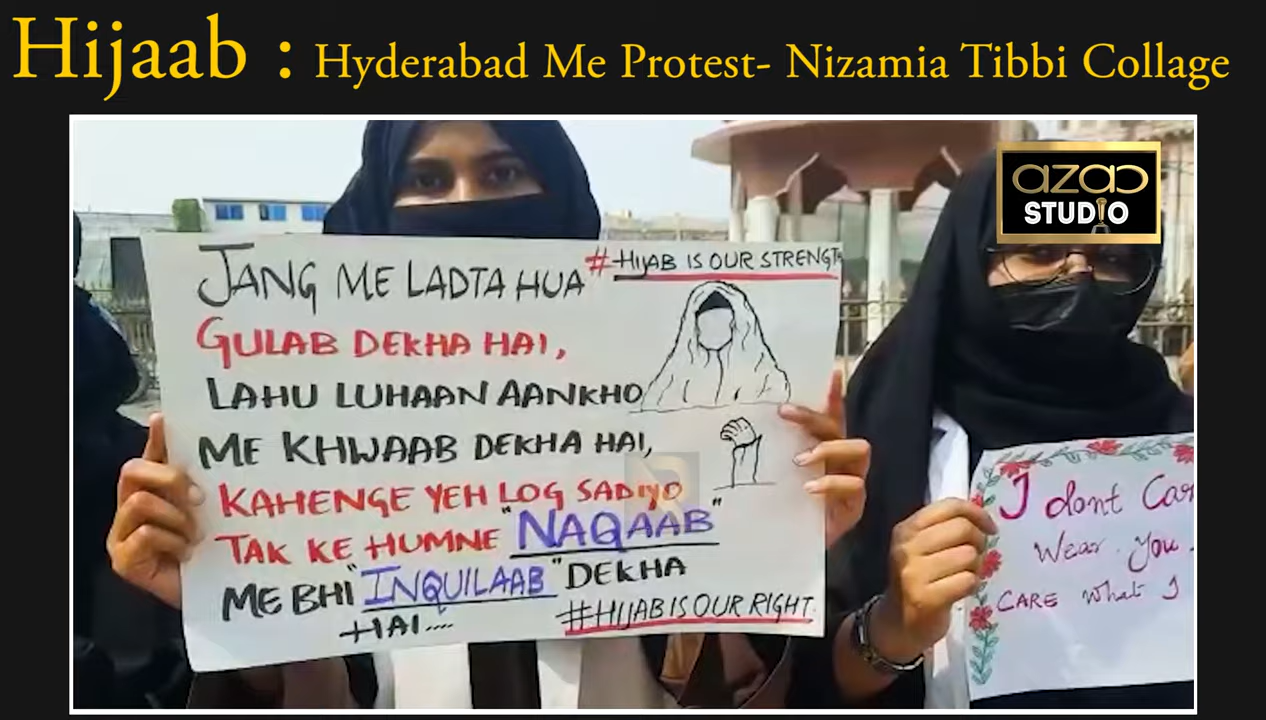 Hijaab : Hyderabad Me Protest- Nizamia Tibbi Collage
azad
STUDIO
JANG ME LADTA HUA
#HIJAB IS OUR STRENGTH
GULAB DEKHA HAI,
LAHU LUHAAN AANKHO
ME KHWAAB DEKHA HAI,
KAHENGE YEH LOG SADIYO
TAK KE HUMNE "NAQAAB"
ME BHI "INQUILAAB" DEKHA
HAI....
#HIJAB IS OUR RIGHT.
I dont Car
Wear. You
CARE What I